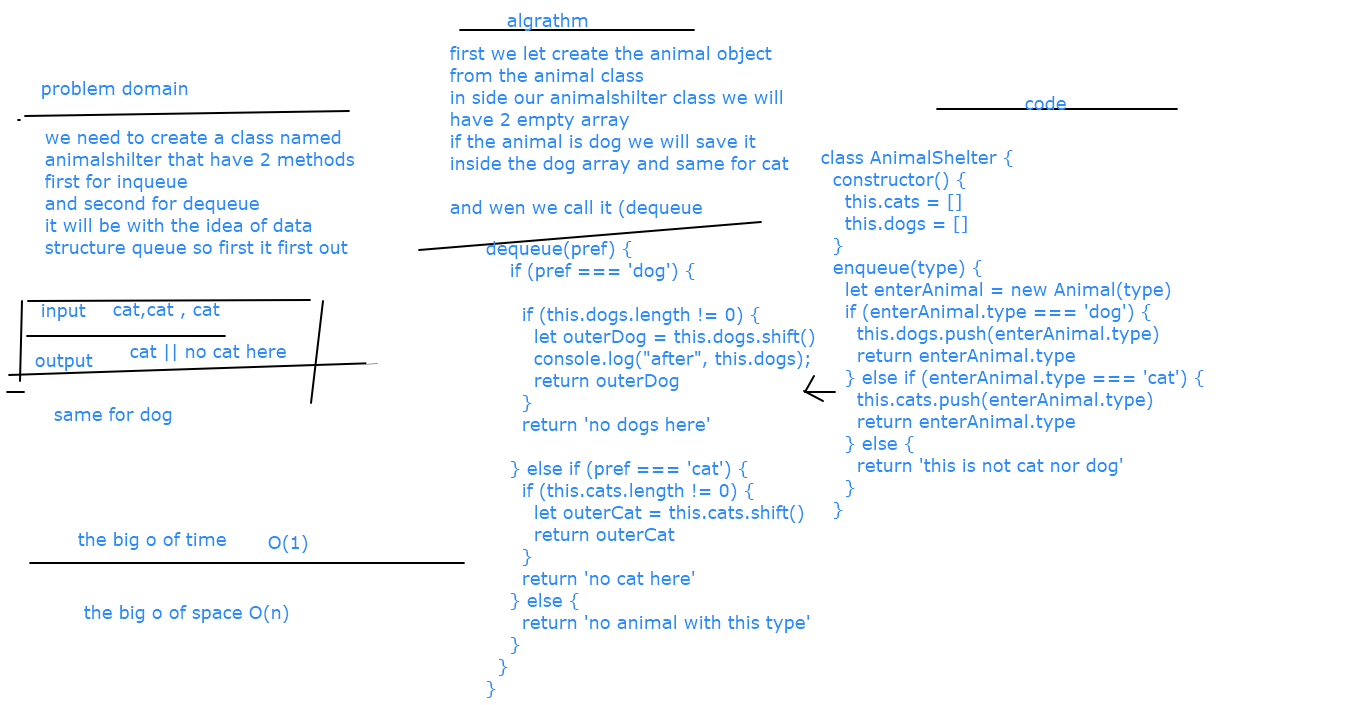 problem domain
we need to create a class named
animalshilter that have 2 methods
first for inqueue
and second for dequeue
it will be with the idea of data
structure queue so first it first out
input cat,cat , cat
output cat || no cat here
same for dog
the big o of time O(1)
the big o of space O(n)
algrathm
first we let create the animal object
from the animal class
in side our animalshilter class we will
have 2 empty array
if the animal is dog we will save it
inside the dog array and same for cat
and wen we call it (dequeue
dequeue(pref) {
if (pref === 'dog') {
if (this.dogs.length != 0) {
let outerDog = this.dogs.shift()
console.log("after", this.dogs);
return outerDog
}
return 'no dogs here'
} else if (pref === 'cat') {
if (this.cats.length != 0) {
let outerCat = this.cats.shift()
return outerCat
}
return 'no cat here'
} else {
return 'no animal with this type'
}
}
}
code
class AnimalShelter {
constructor() {
this.cats = []
this.dogs = []
}
enqueue(type) {
let enterAnimal = new Animal(type)
if (enterAnimal.type === 'dog') {
this.dogs.push(enterAnimal.type)
return enterAnimal.type
} else if (enterAnimal.type === 'cat') {
this.cats.push(enterAnimal.type)
return enterAnimal.type
} else {
return 'this is not cat nor dog'
}
}